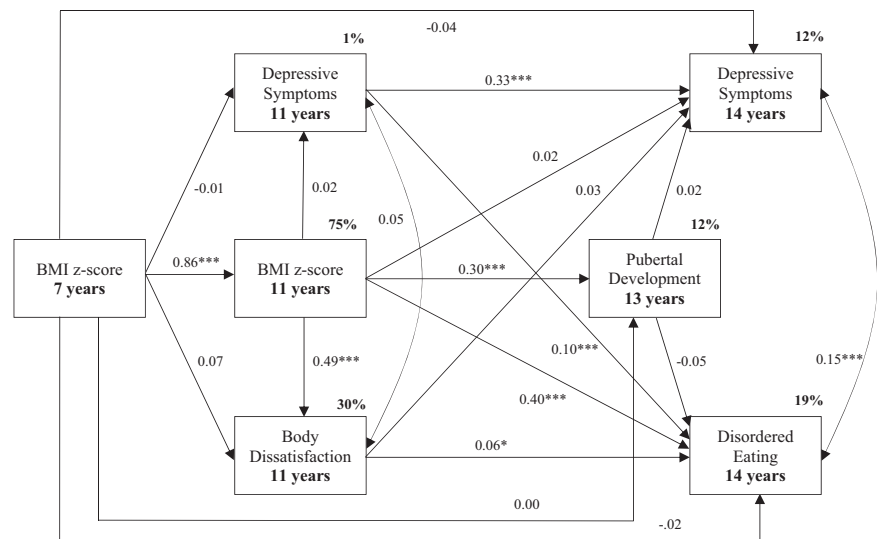 -0.04
1%
12%
Depressive
Symptoms
11 years
0.33***
Depressive
Symptoms
14 years
0.02
-0.01
0.02
0.03
0.02
75%
0.05
12%
BMI z-score
7 years
0.86***
BMI z-score
11 years
0.30***
Pubertal
Development
13 years
0.07
0.49***
0.10***
-0.05
0.15***
0.40***
30%
19%
Body
Dissatisfaction
11 years
0.06*
Disordered
Eating
14 years
0.00
-.02